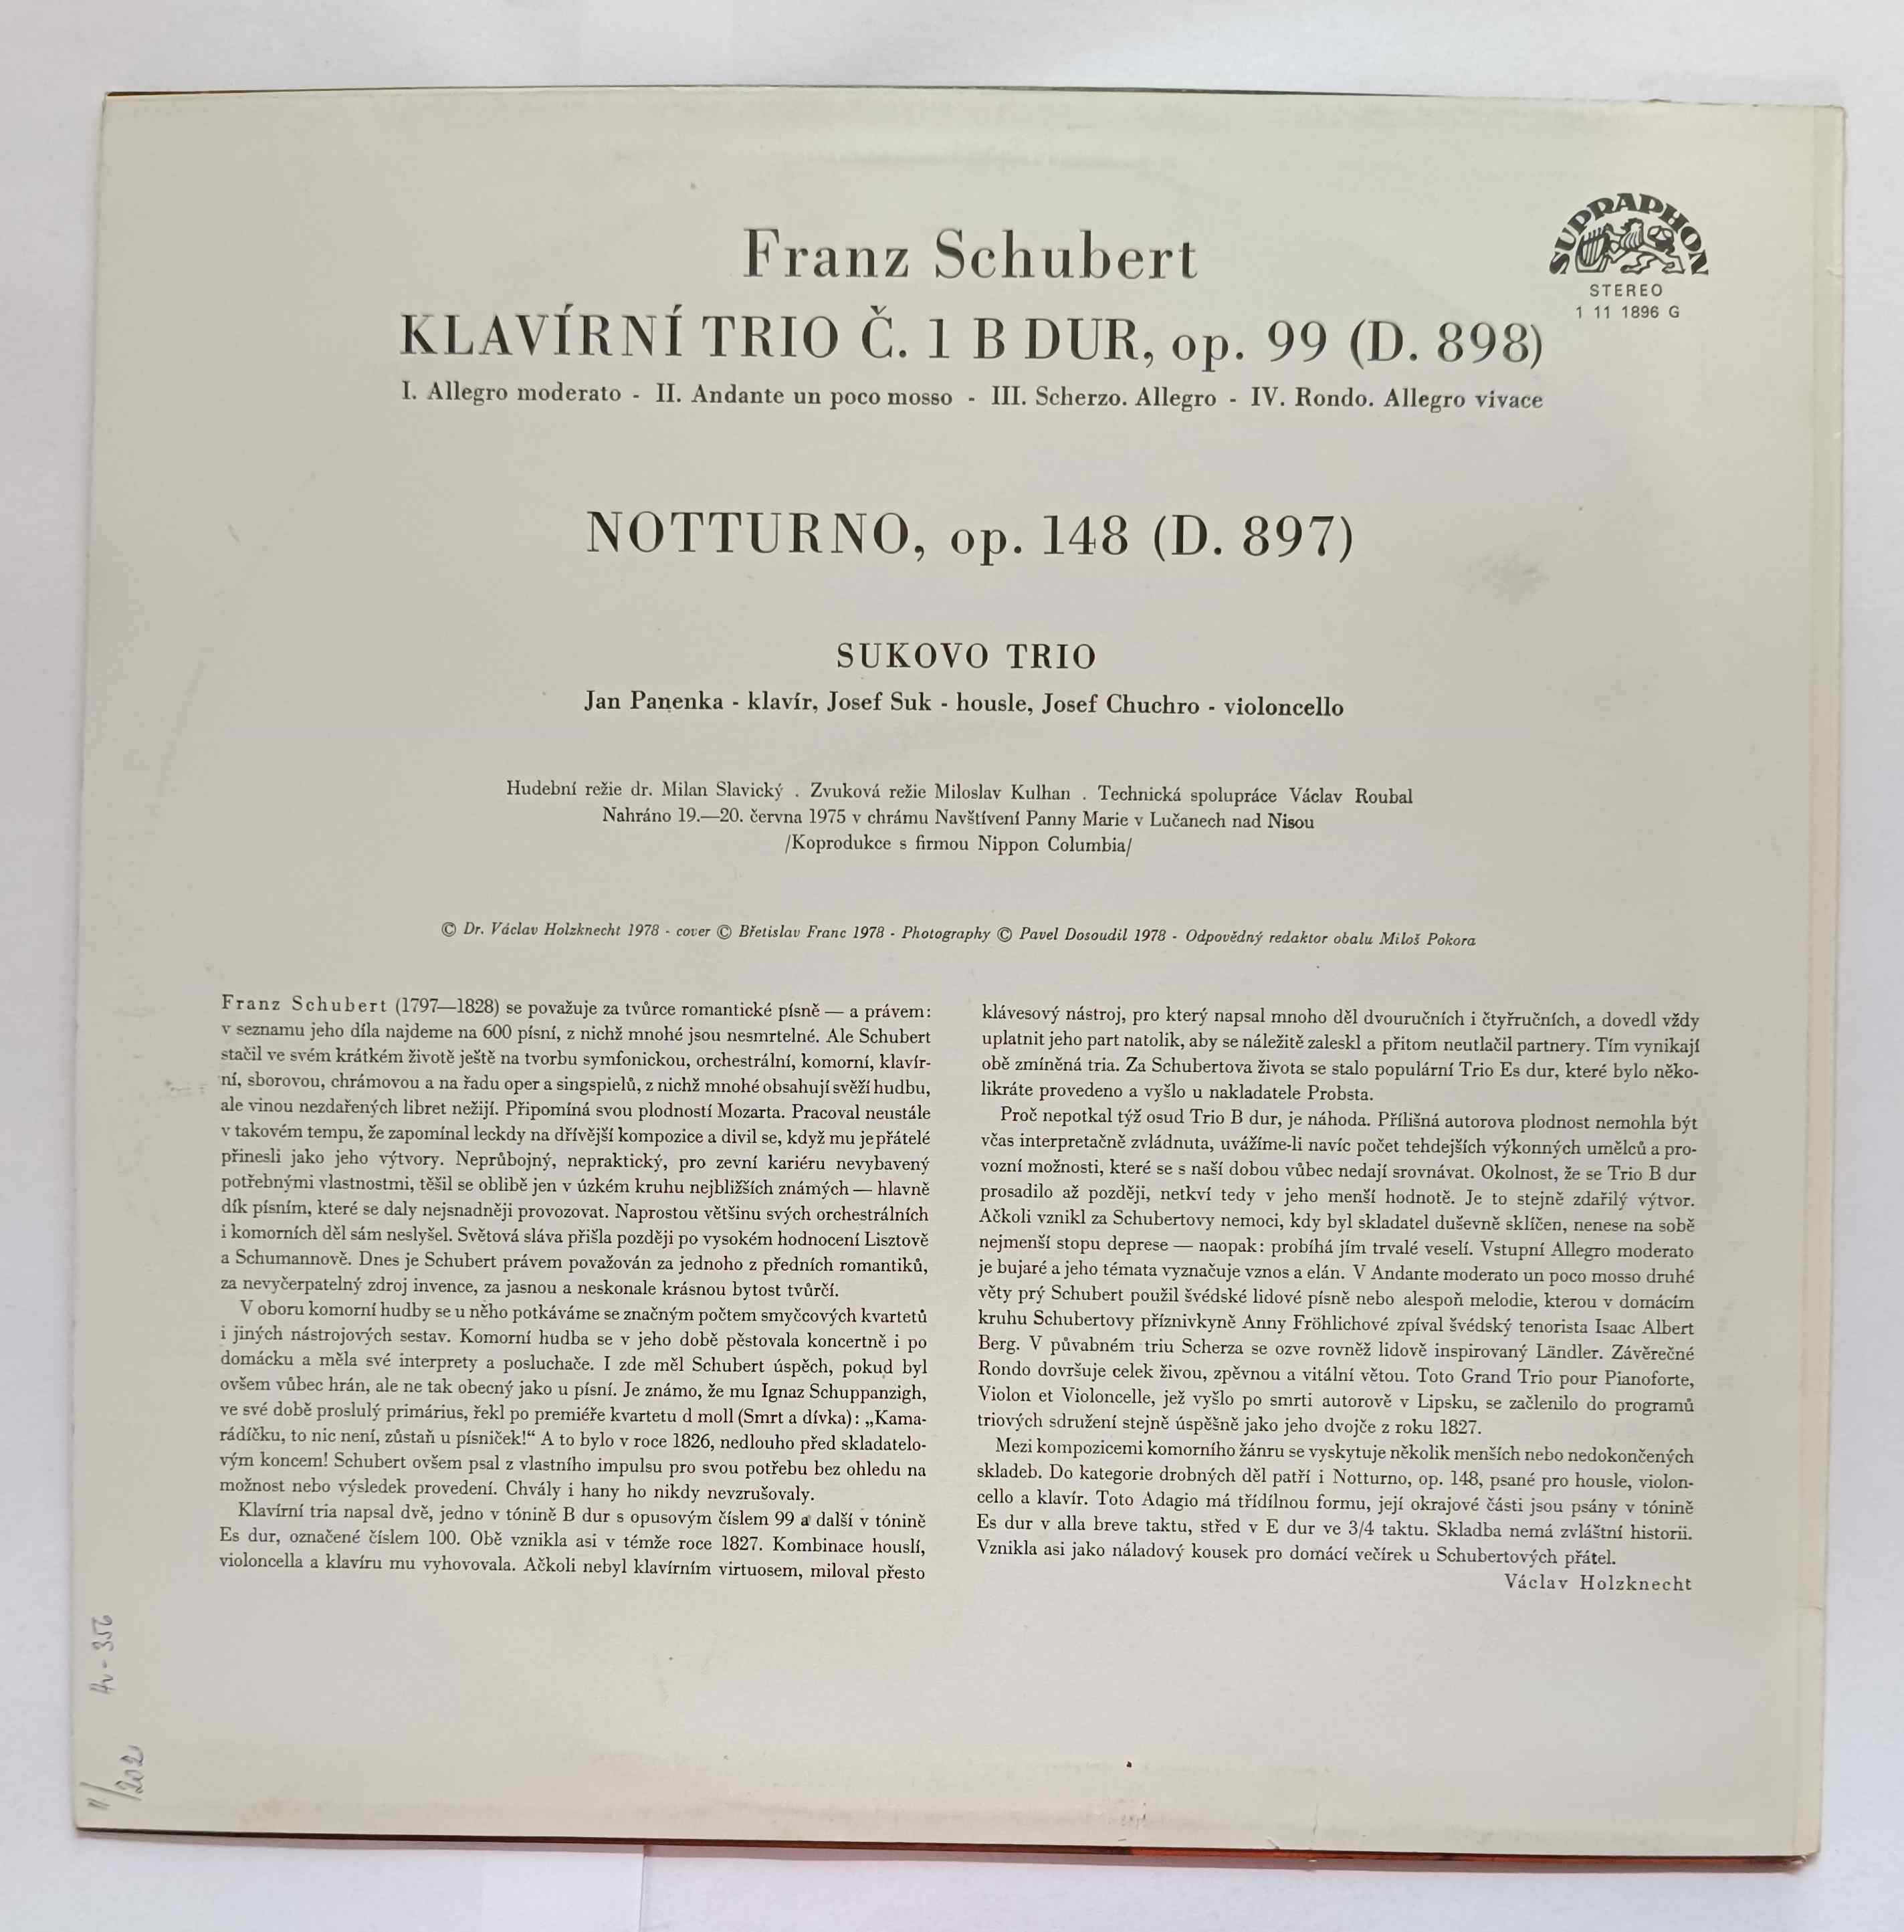 SUPRAPHON
STEREO
1 11 1896 G
Franz Schubert
KLAVÍRNÍ TRIO Č. 1 B DUR, op. 99 (D. 898)
I. Allegro moderato - II. Andante un poco mosso - III. Scherzo. Allegro - IV. Rondo. Allegro vivace
NOTTURNO, op. 148 (D. 897)
SUKOVO TRIO
Jan Panenka - klavír, Josef Suk - housle, Josef Chuchro - violoncello
Hudební režie dr. Milan Slavický . Zvuková režie Miloslav Kulhan . Technická spolupráce Václav Roubal
Nahráno 19.—20. června 1975 v chrámu Navštívení Panny Marie v Lučanech nad Nisou
/Koprodukce s firmou Nippon Columbia/
© Dr. Václav Holzknecht 1978 - cover © Břetislav Franc 1978 - Photography © Pavel Dosoudil 1978 - Odpovědný redaktor obalu Miloš Pokora
Franz Schubert (1797—1828) se považuje za tvůrce romantické písně — a právem:
v seznamu jeho díla najdeme na 600 písní, z nichž mnohé jsou nesmrtelné. Ale Schubert
stačil ve svém krátkém životě ještě na tvorbu symfonickou, orchestrální, komorní, klavír-
ní, sborovou, chrámovou a na řadu oper a singspielů, z nichž mnohé obsahují svěží hudbu,
ale vinou nezdařených libret nežijí. Připomíná svou plodností Mozarta. Pracoval neustále
v takovém tempu, že zapomínal leckdy na dřívější kompozice a divil se, když mu je přátelé
přinesli jako jeho výtvory. Neprůbojný, nepraktický, pro zevní kariéru nevybavený
potřebnými vlastnostmi, těšil se oblibě jen v úzkém kruhu nejbližších známých — hlavně
dík písním, které se daly nejsnadněji provozovat. Naprostou většinu svých orchestrálních
i komorních děl sám neslyšel. Světová sláva přišla později po vysokém hodnocení Lisztově
a Schumannově. Dnes je Schubert právem považován za jednoho z předních romantiků,
za nevyčerpatelný zdroj invence, za jasnou a neskonale krásnou bytost tvůrčí.
V oboru komorní hudby se u něho potkáváme se značným počtem smyčcových kvartetů
i jiných nástrojových sestav. Komorní hudba se v jeho době pěstovala koncertně i po
domácku a měla své interprety a posluchače. I zde měl Schubert úspěch, pokud byl
ovšem vůbec hrán, ale ne tak obecný jako u písní. Je známo, že mu Ignaz Schuppanzigh,
ve své době proslulý primárius, řekl po premiéře kvartetu d moll (Smrt a dívka): „Kama-
rádíčku, to nic není, zůstaň u písniček!“ A to bylo v roce 1826, nedlouho před skladatelo-
vým koncem! Schubert ovšem psal z vlastního impulsu pro svou potřebu bez ohledu na
možnost nebo výsledek provedení. Chvály i hany ho nikdy nevzrušovaly.
Klavírní tria napsal dvě, jedno v tónině B dur s opusovým číslem 99 a další v tónině
Es dur, označené číslem 100. Obě vznikla asi v témže roce 1827. Kombinace houslí,
violoncella a klavíru mu vyhovovala. Ačkoli nebyl klavírním virtuosem, miloval přesto
klávesový nástroj, pro který napsal mnoho děl dvouručních i čtyřručních, a dovedl vždy
uplatnit jeho part natolik, aby se náležitě zaleskl a přitom neutlačil partnery. Tím vynikají
obě zmíněná tria. Za Schubertova života se stalo populární Trio Es dur, které bylo něko-
likráte provedeno a vyšlo u nakladatele Probsta.
Proč nepotkal týž osud Trio B dur, je náhoda. Přílišná autorova plodnost nemohla být
včas interpretačně zvládnuta, uvážíme-li navíc počet tehdejších výkonných umělců a pro-
vozní možnosti, které se s naší dobou vůbec nedají srovnávat. Okolnost, že se Trio B dur
prosadilo až později, netkví tedy v jeho menší hodnotě. Je to stejně zdařilý výtvor.
Ačkoli vznikl za Schubertovy nemoci, kdy byl skladatel duševně sklíčen, nenese na sobě
nejmenší stopu deprese — naopak: probíhá jím trvalé veselí. Vstupní Allegro moderato
je bujaré a jeho témata vyznačuje vznos a elán. V Andante moderato un poco mosso druhé
věty prý Schubert použil švédské lidové písně nebo alespoň melodie, kterou v domácím
kruhu Schubertovy příznivkyně Anny Fröhlichové zpíval švédský tenorista Isaac Albert
Berg. V půvabném triu Scherza se ozve rovněž lidově inspirovaný Ländler. Závěrečné
Rondo dovršuje celek živou, zpěvnou a vitální větou. Toto Grand Trio pour Pianoforte,
Violon et Violoncelle, jež vyšlo po smrti autorově v Lipsku, se začlenilo do programů
triových sdružení stejně úspěšně jako jeho dvojče z roku 1827.
Mezi kompozicemi komorního žánru se vyskytuje několik menších nebo nedokončených
skladeb. Do kategorie drobných děl patří i Notturno, op. 148, psané pro housle, violon-
cello a klavír. Toto Adagio má třídílnou formu, její okrajové části jsou psány v tónině
Es dur v alla breve taktu, střed v E dur ve 3/4 taktu. Skladba nemá zvláštní historii.
Vznikla asi jako náladový kousek pro domácí večírek u Schubertových přátel.
Václav Holzknecht
Hv - 356
11/202